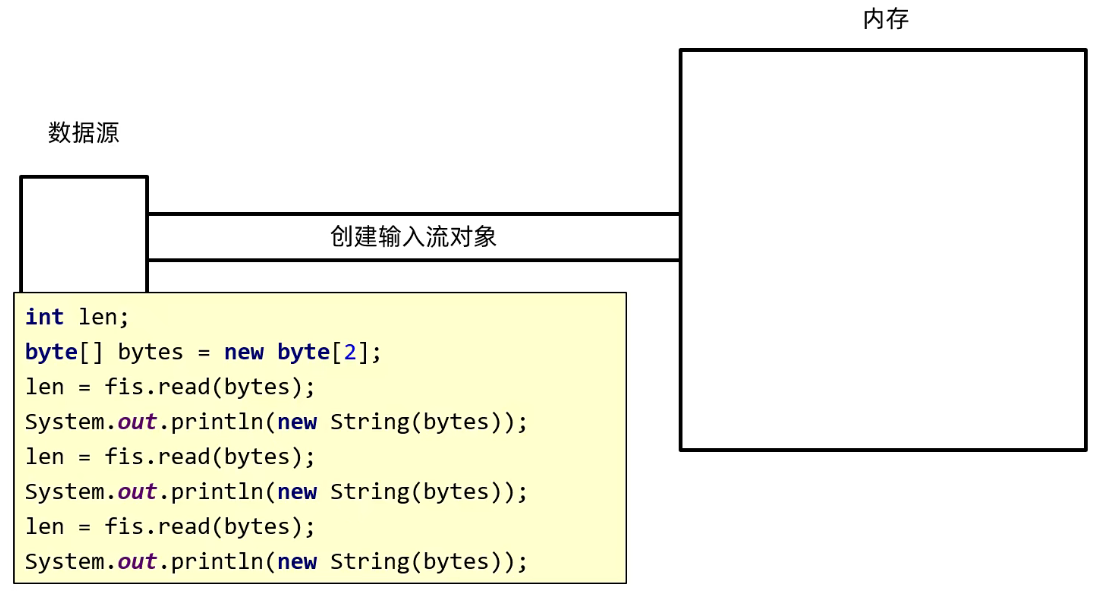 内存
数据源
创建输入流对象
int len;
byte[] bytes = new byte[2];
len = fis.read(bytes);
System.out.println(new String(bytes));
len = fis.read(bytes);
System.out.println(new String(bytes));
len = fis.read(bytes);
System.out.println(new String(bytes));